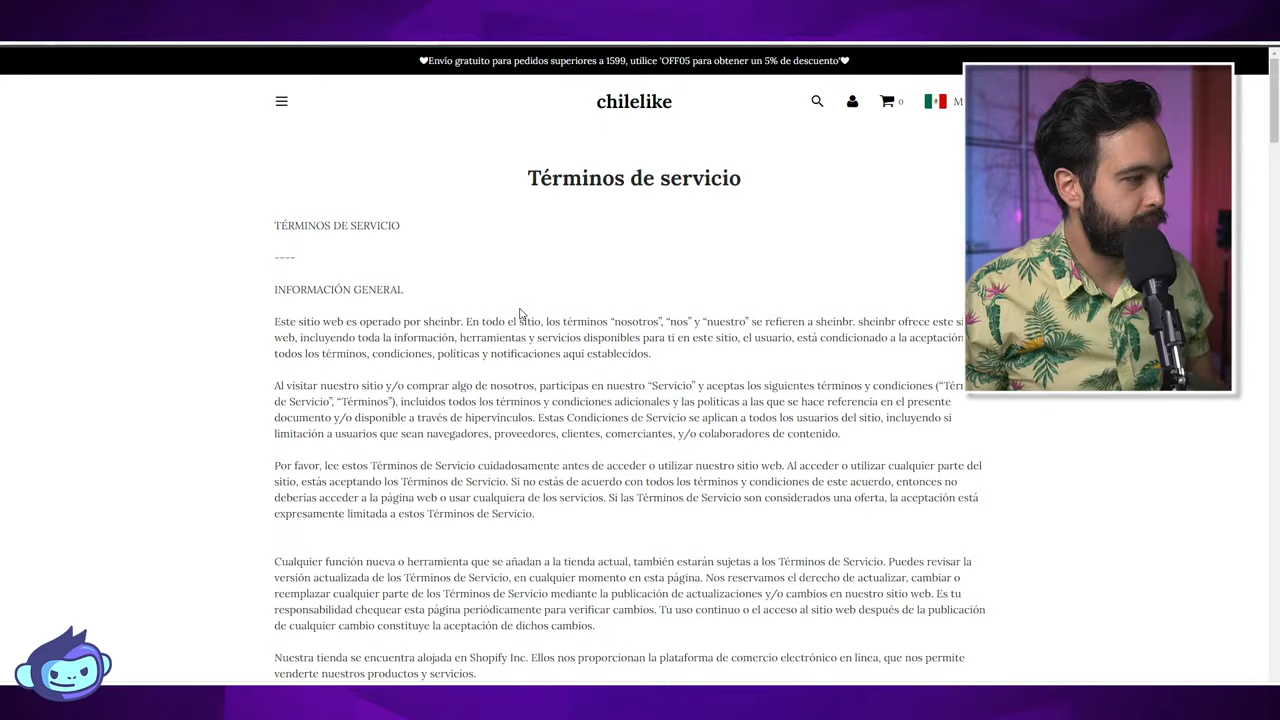 🖤Envío gratuito para pedidos superiores a 1599, utilice 'OFF05 para obtener un 5% de descuento'🖤
chilelike
0
M
Términos de servicio
TÉRMINOS DE SERVICIO
----
INFORMACIÓN GENERAL
Este sitio web es operado por sheinbr. En todo el sitio, los términos “nosotros”, “nos” y “nuestro” se refieren a sheinbr. sheinbr ofrece este si
web, incluyendo toda la información, herramientas y servicios disponibles para ti en este sitio, el usuario, está condicionado a la aceptación
todos los términos, condiciones, políticas y notificaciones aquí establecidos.
Al visitar nuestro sitio y/o comprar algo de nosotros, participas en nuestro “Servicio” y aceptas los siguientes términos y condiciones (“Térm
de Servicio”, “Términos”), incluidos todos los términos y condiciones adicionales y las políticas a las que se hace referencia en el presente
documento y/o disponible a través de hipervínculos. Estas Condiciones de Servicio se aplican a todos los usuarios del sitio, incluyendo si
limitación a usuarios que sean navegadores, proveedores, clientes, comerciantes, y/o colaboradores de contenido.
Por favor, lee estos Términos de Servicio cuidadosamente antes de acceder o utilizar nuestro sitio web. Al acceder o utilizar cualquier parte del
sitio, estás aceptando los Términos de Servicio. Si no estás de acuerdo con todos los términos y condiciones de este acuerdo, entonces no
deberías acceder a la página web o usar cualquiera de los servicios. Si las Términos de Servicio son considerados una oferta, la aceptación está
expresamente limitada a estos Términos de Servicio.
Cualquier función nueva o herramienta que se añadan a la tienda actual, también estarán sujetas a los Términos de Servicio. Puedes revisar la
versión actualizada de los Términos de Servicio, en cualquier momento en esta página. Nos reservamos el derecho de actualizar, cambiar o
reemplazar cualquier parte de los Términos de Servicio mediante la publicación de actualizaciones y/o cambios en nuestro sitio web. Es tu
responsabilidad chequear esta página periódicamente para verificar cambios. Tu uso continuo o el acceso al sitio web después de la publicación
de cualquier cambio constituye la aceptación de dichos cambios.
Nuestra tienda se encuentra alojada en Shopify Inc. Ellos nos proporcionan la plataforma de comercio electrónico en línea, que nos permite
venderte nuestros productos y servicios.